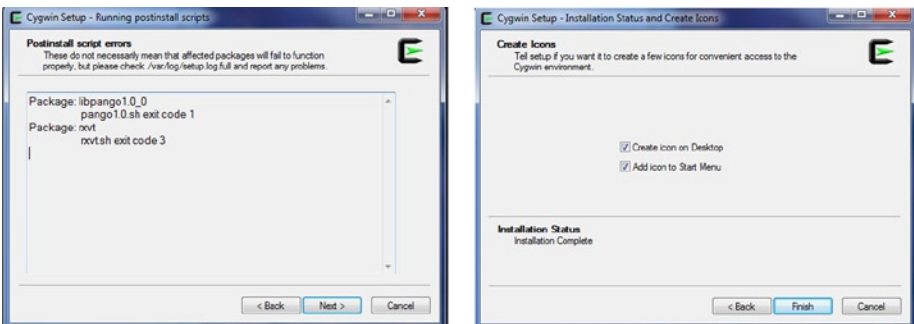 Cygwin Setup - Running postinstall scripts
Postinstall script errors
These do not necessarily mean that affected packages will fail to function
properly, but please check /var/log/setup.log.full and report any problems.
Package: libpango1.0_0
pango1.0.sh exit code 1
Package: rxvt
rxvt.sh exit code 3
< Back
Next >
Cancel
Cygwin Setup - Installation Status and Create Icons
Create Icons
Tell setup if you want it to create a few icons for convenient access to the
Cygwin environment.
Create icon on Desktop
Add icon to Start Menu
Installation Status
Installation Complete
< Back
Finish
Cancel